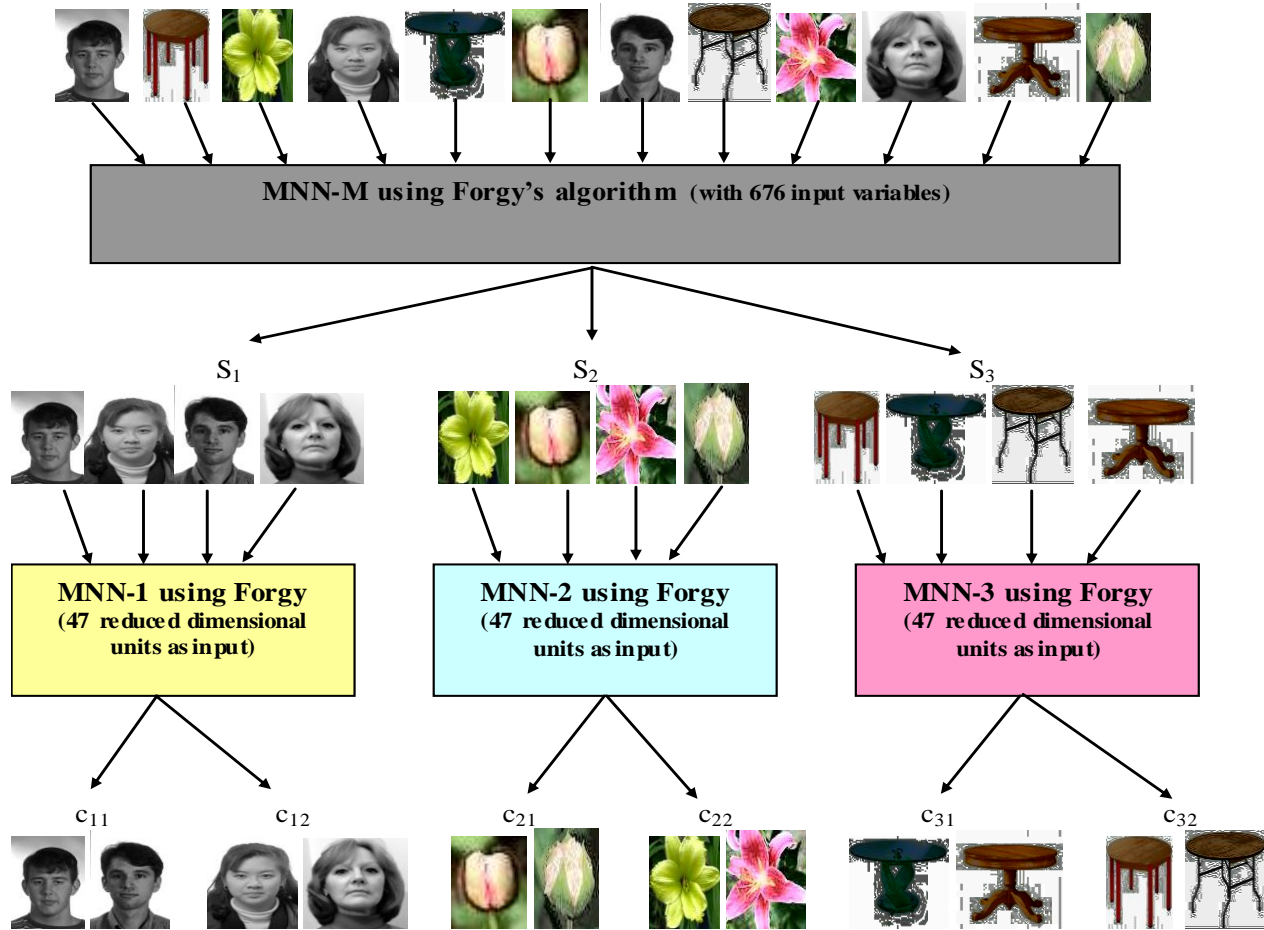 MNN-M using Forgy's algorithm (with 676 input variables)
S₁ S₂ S₃
MNN-1 using Forgy
(47 reduced dimensional
units as input)
MNN-2 using Forgy
(47 reduced dimensional
units as input)
MNN-3 using Forgy
(47 reduced dimensional
units as input)
c₁₁ c₁₂ c₂₁ c₂₂ c₃₁ c₃₂